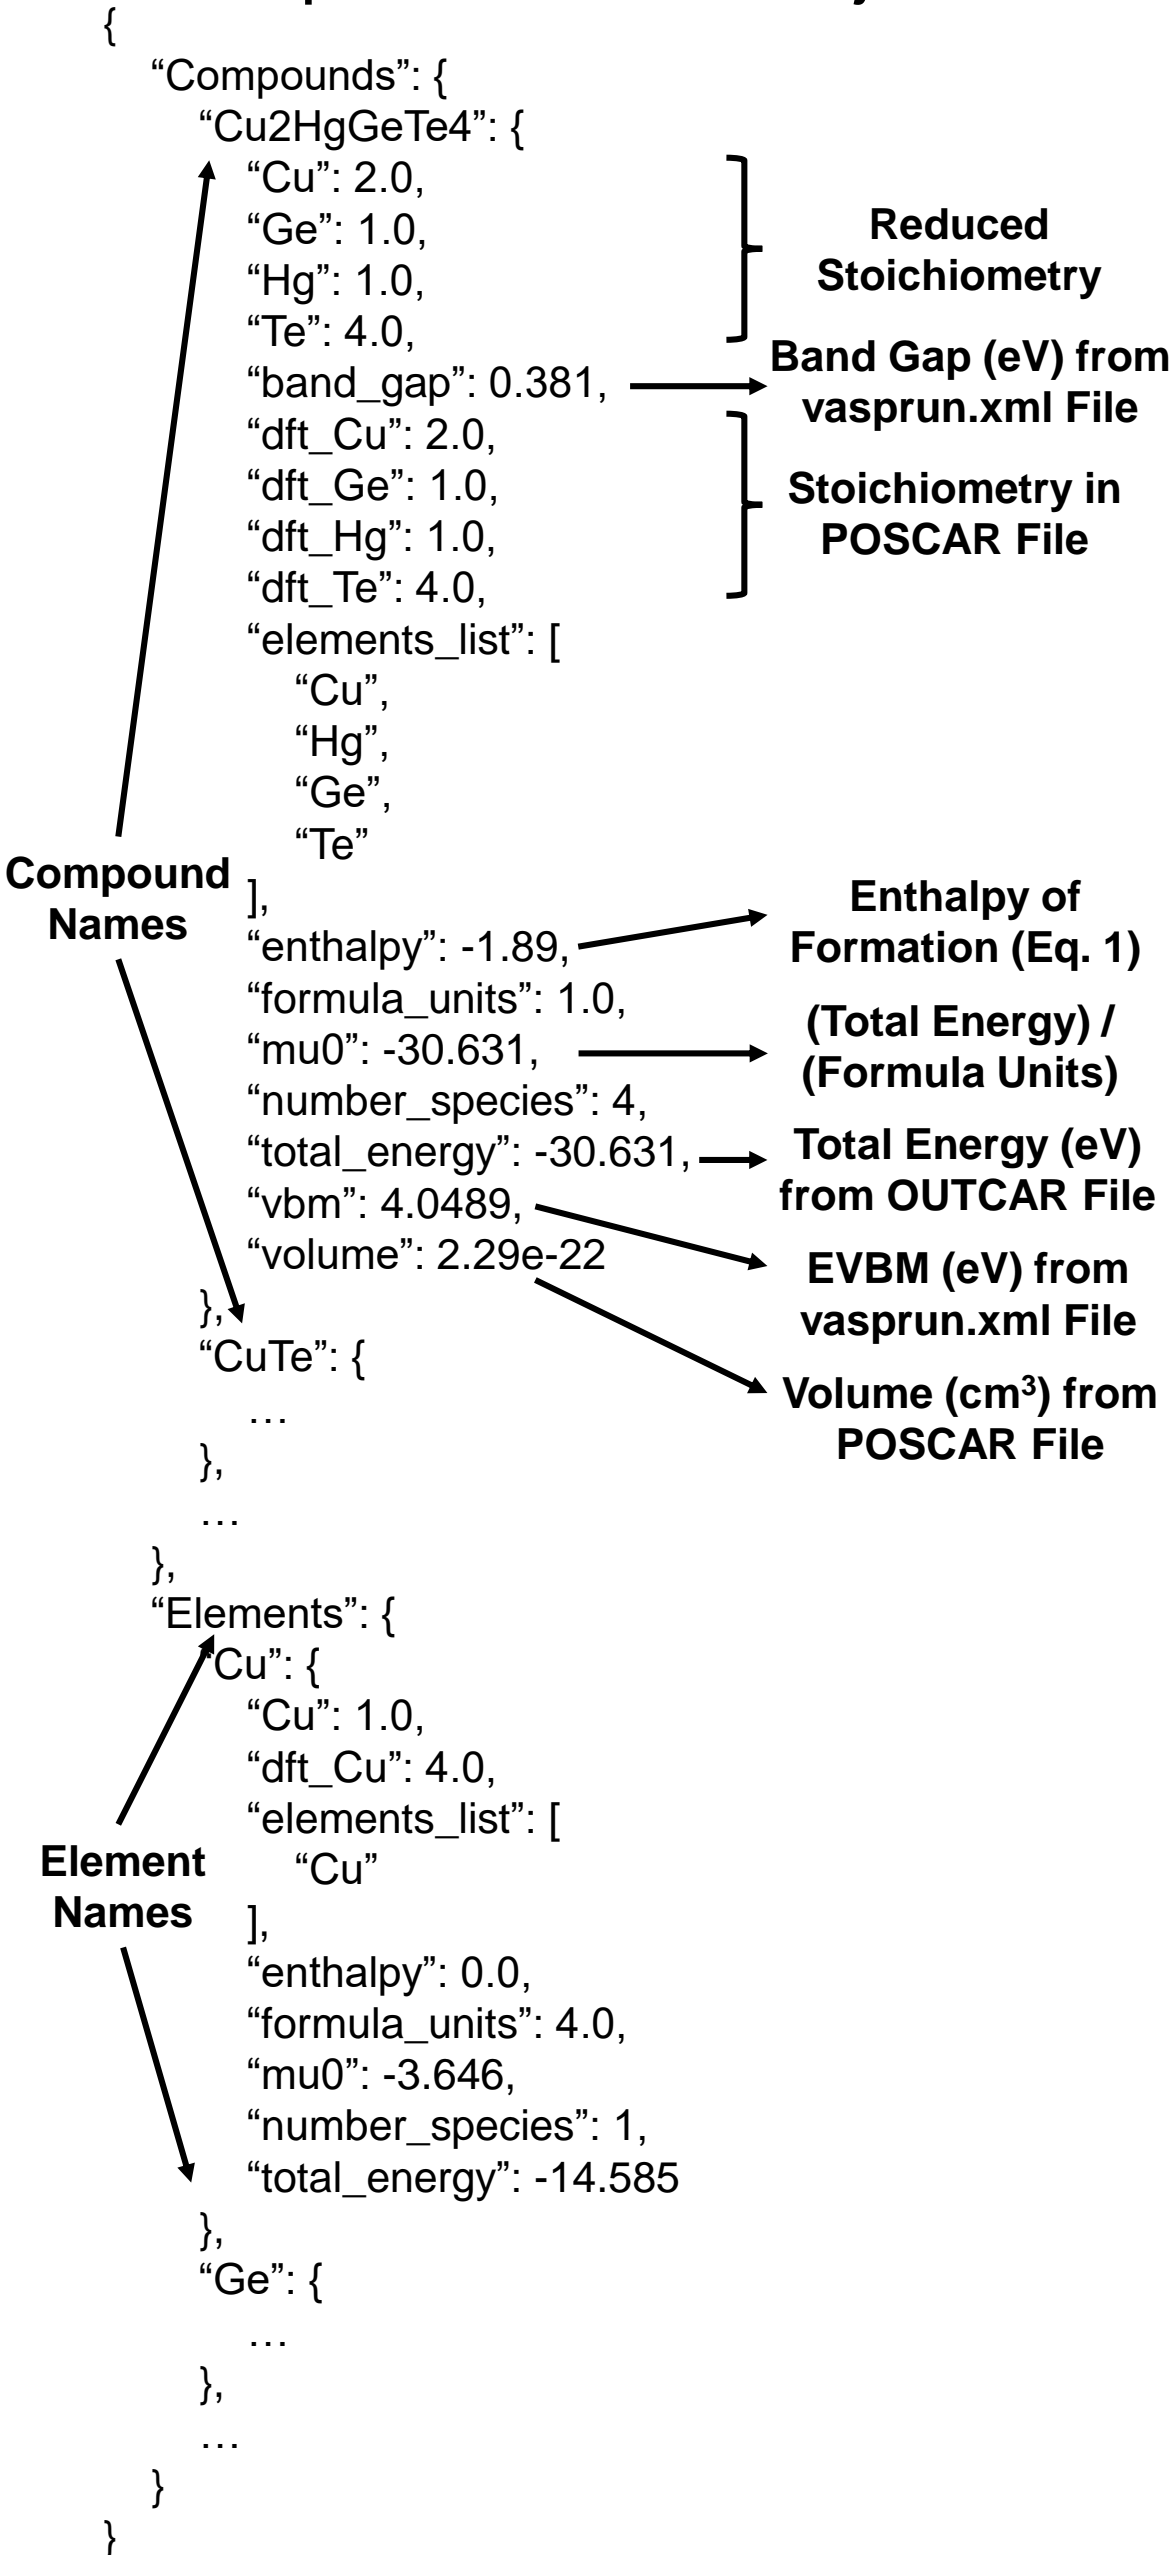 {
“Compounds”: {
“Cu2HgGeTe4”: {
“Cu”: 2.0,
“Ge”: 1.0,
“Hg”: 1.0,
“Te”: 4.0,
“band_gap”: 0.381,
“dft_Cu”: 2.0,
“dft_Ge”: 1.0,
“dft_Hg”: 1.0,
“dft_Te”: 4.0,
“elements_list”: [
“Cu”,
“Hg”,
“Ge”,
“Te”
],
“enthalpy”: -1.89,
“formula_units”: 1.0,
“mu0”: -30.631,
“number_species”: 4,
“total_energy”: -30.631,
“vbm”: 4.0489,
“volume”: 2.29e-22
},
“CuTe”: {
…
},
…
},
“Elements”: {
“Cu”: {
“Cu”: 1.0,
“dft_Cu”: 4.0,
“elements_list”: [
“Cu”
],
“enthalpy”: 0.0,
“formula_units”: 4.0,
“mu0”: -3.646,
“number_species”: 1,
“total_energy”: -14.585
},
“Ge”: {
…
},
…
}
}
Compound
Names
Element
Names
Reduced
Stoichiometry
Band Gap (eV) from
vasprun.xml File
Stoichiometry in
POSCAR File
Enthalpy of
Formation (Eq. 1)
(Total Energy) /
(Formula Units)
Total Energy (eV)
from OUTCAR File
EVBM (eV) from
vasprun.xml File
Volume (cm³) from
POSCAR File